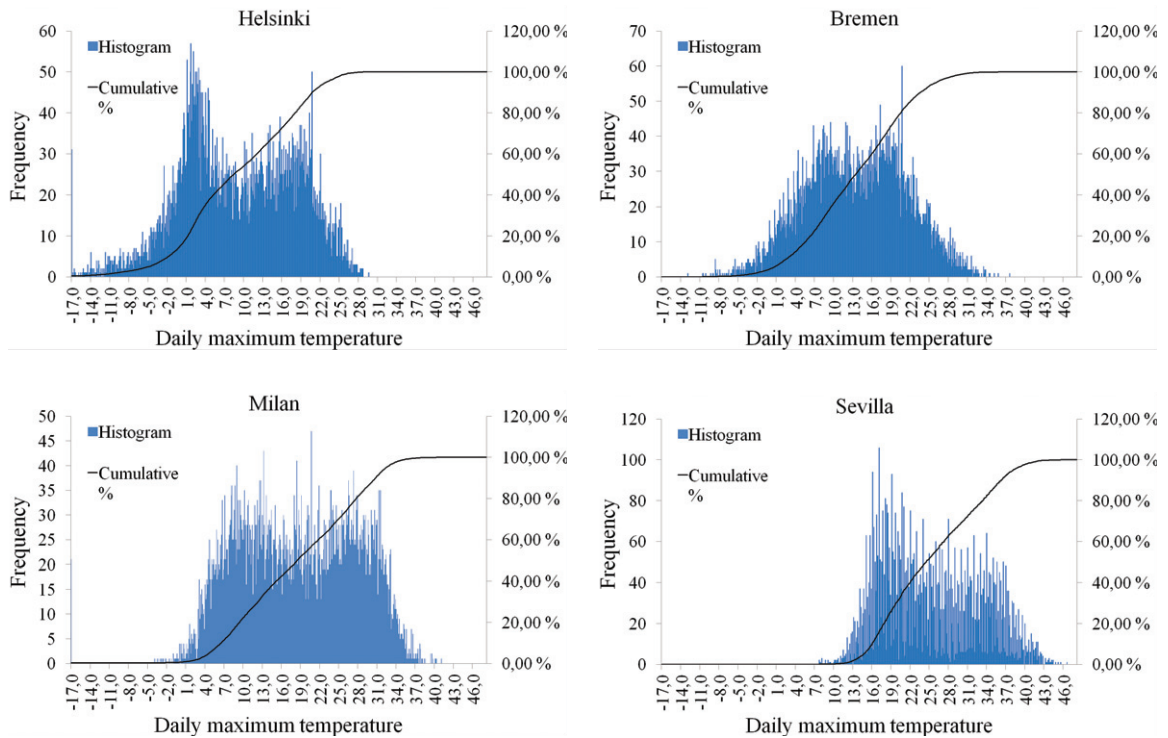 Helsinki
60
50
40
30
20
10
0
Frequency
Histogram
Cumulative
%
120,00 %
100,00 %
80,00 %
60,00 %
40,00 %
20,00 %
0,00 %
-17,0 -14,0 -11,0 -8,0 -5,0 -2,0 1,0 4,0 7,0 10,0 13,0 16,0 19,0 22,0 25,0 28,0 31,0 34,0 37,0 40,0 43,0 46,0
Daily maximum temperature
Bremen
70
60
50
40
30
20
10
0
Frequency
Histogram
Cumulative
%
120,00 %
100,00 %
80,00 %
60,00 %
40,00 %
20,00 %
0,00 %
-17,0 -14,0 -11,0 -8,0 -5,0 -2,0 1,0 4,0 7,0 10,0 13,0 16,0 19,0 22,0 25,0 28,0 31,0 34,0 37,0 40,0 43,0 46,0
Daily maximum temperature
Milan
50
45
40
35
30
25
20
15
10
5
0
Frequency
Histogram
Cumulative
%
120,00 %
100,00 %
80,00 %
60,00 %
40,00 %
20,00 %
0,00 %
-17,0 -14,0 -11,0 -8,0 -5,0 -2,0 1,0 4,0 7,0 10,0 13,0 16,0 19,0 22,0 25,0 28,0 31,0 34,0 37,0 40,0 43,0 46,0
Daily maximum temperature
Sevilla
120
100
80
60
40
20
0
Frequency
Histogram
Cumulative
%
120,00 %
100,00 %
80,00 %
60,00 %
40,00 %
20,00 %
0,00 %
-17,0 -14,0 -11,0 -8,0 -5,0 -2,0 1,0 4,0 7,0 10,0 13,0 16,0 19,0 22,0 25,0 28,0 31,0 34,0 37,0 40,0 43,0 46,0
Daily maximum temperature